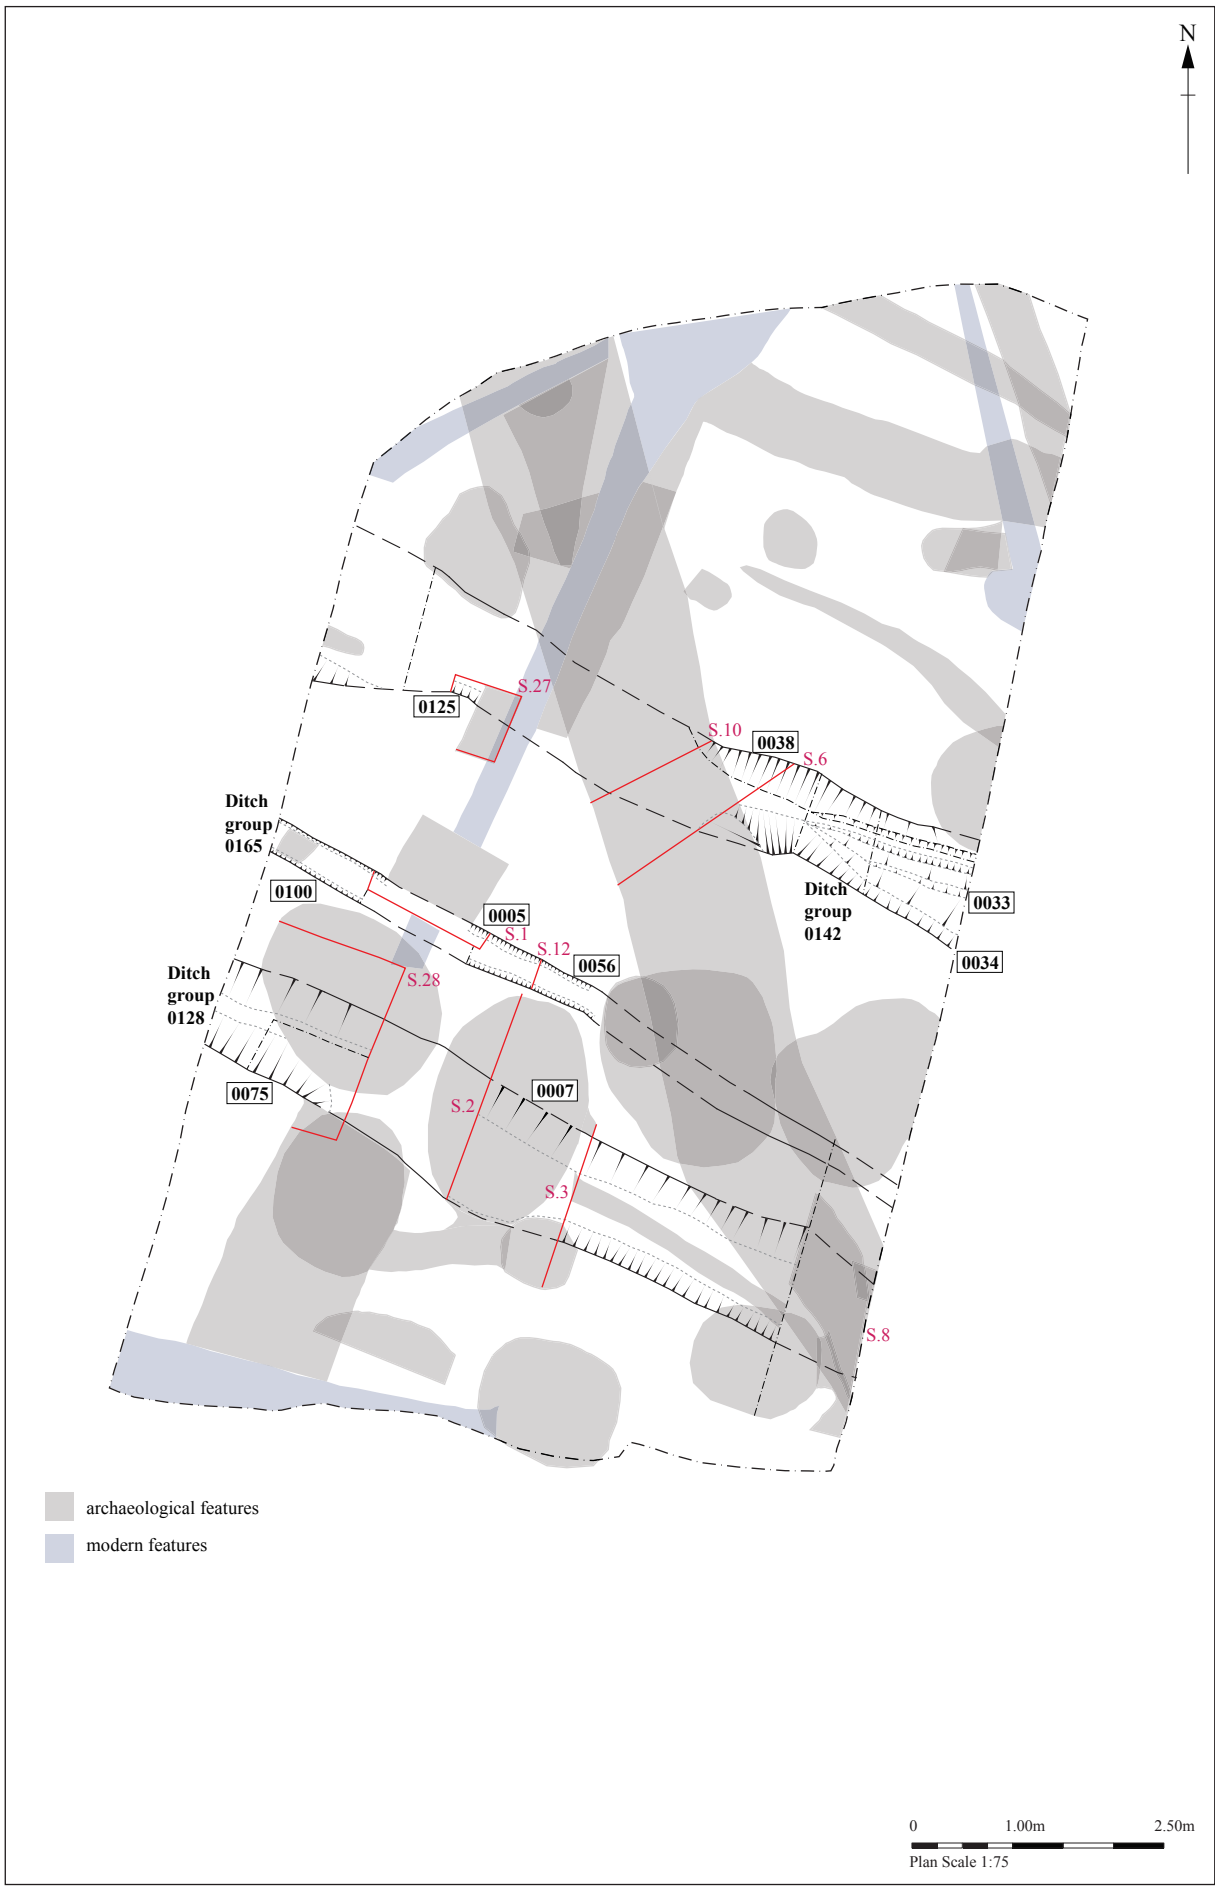 N
S.27
0125
S.10
0038
S.6
Ditch
group
0165
0100
Ditch
group
0142
0033
0034
0005
S.1
S.12
0056
S.28
Ditch
group
0128
0075
S.2
0007
S.3
S.8
archaeological features
modern features
0 1.00m 2.50m
Plan Scale 1:75